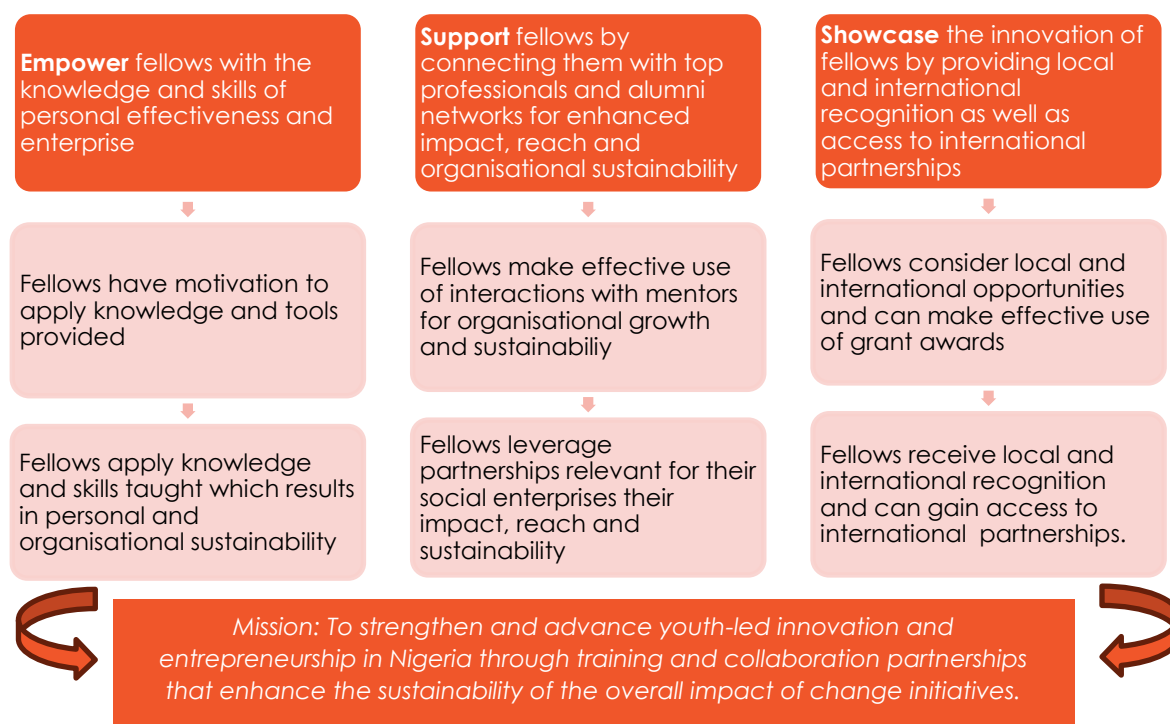 Empower fellows with the
knowledge and skills of
personal effectiveness and
enterprise
Fellows have motivation to
apply knowledge and tools
provided
Fellows apply knowledge
and skills taught which results
in personal and
organisational sustainability
Support fellows by
connecting them with top
professionals and alumni
networks for enhanced
impact, reach and
organisational sustainability
Fellows make effective use
of interactions with mentors
for organisational growth
and sustainabiliy
Fellows leverage
partnerships relevant for their
social enterprises their
impact, reach and
sustainability
Showcase the innovation of
fellows by providing local
and international
recognition as well as
access to international
partnerships
Fellows consider local and
international opportunities
and can make effective use
of grant awards
Fellows receive local and
international recognition
and can gain access to
international partnerships.
Mission: To strengthen and advance youth-led innovation and
entrepreneurship in Nigeria through training and collaboration partnerships
that enhance the sustainability of the overall impact of change initiatives.